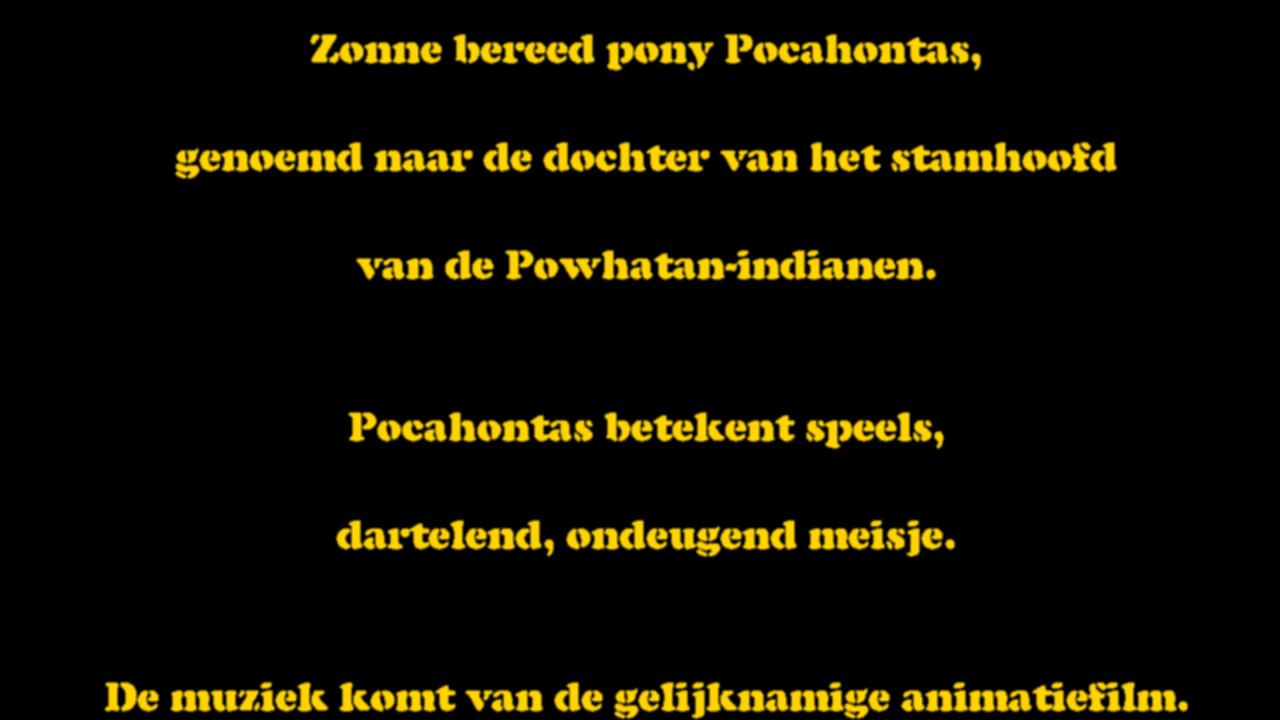 Zonne bereed pony Pocahontas,
genoemd naar de dochter van het stamhoofd
van de Powhatan-indianen.
Pocahontas betekent speels,
dartelend, ondeugend meisje.
De muziek komt van de gelijknamige animatiefilm.